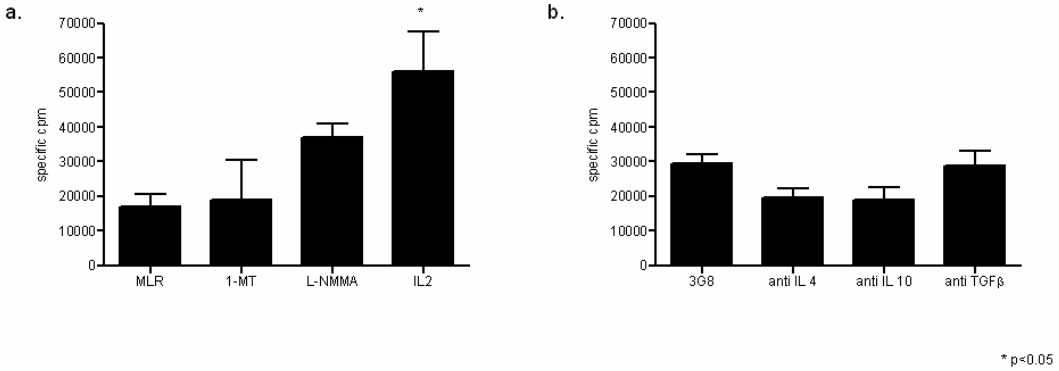 a.
*
70000
60000
50000
40000
30000
20000
10000
0
specific cpm
MLR 1-MT L-NMMA IL2
b.
70000
60000
50000
40000
30000
20000
10000
0
specific cpm
3G8 anti IL 4 anti IL 10 anti TGFβ
* p<0.05